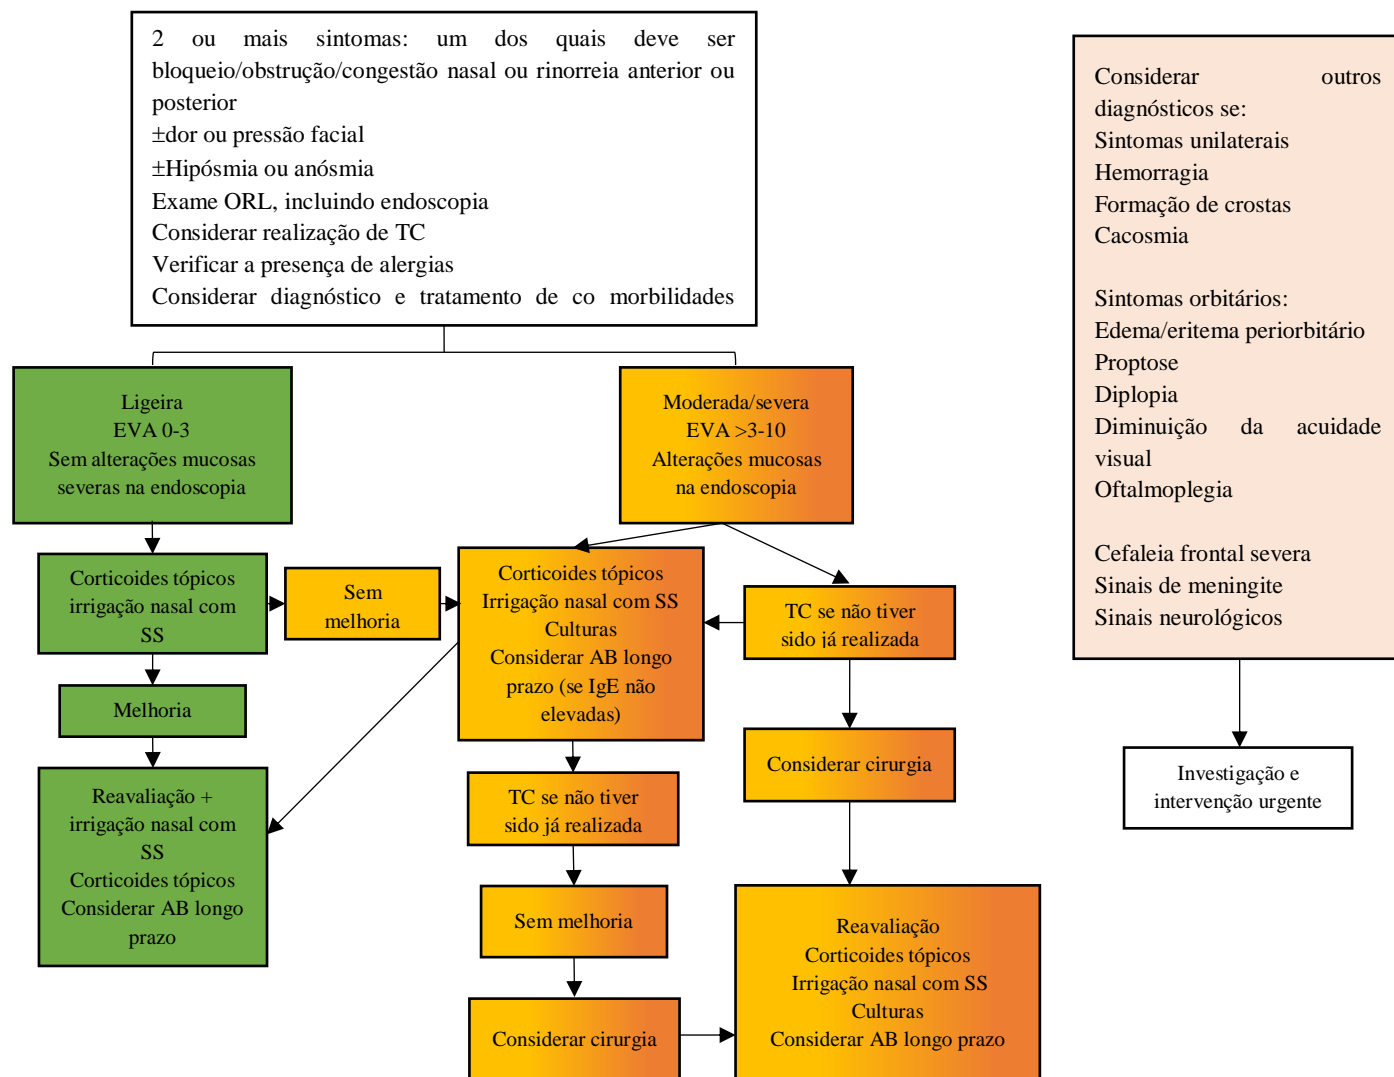 2 ou mais sintomas: um dos quais deve ser
bloqueio/obstrução/congestão nasal ou rinorreia anterior ou
posterior
±dor ou pressão facial
±Hipósmia ou anósmia
Exame ORL, incluindo endoscopia
Considerar realização de TC
Verificar a presença de alergias
Considerar diagnóstico e tratamento de co morbilidades
Considerar outros
diagnósticos se:
Sintomas unilaterais
Hemorragia
Formação de crostas
Cacosmia
Sintomas orbitários:
Edema/eritema periorbitário
Proptose
Diplopia
Diminuição da acuidade
visual
Oftalmoplegia
Cefaleia frontal severa
Sinais de meningite
Sinais neurológicos
Ligeira
EVA 0-3
Sem alterações mucosas
severas na endoscopia
Moderada/severa
EVA >3-10
Alterações mucosas
na endoscopia
Corticoides tópicos
irrigação nasal com
SS
Sem
melhoria
Corticoides tópicos
Irrigação nasal com SS
Culturas
Considerar AB longo
prazo (se IgE não
elevadas)
TC se não tiver
sido já realizada
Melhoria
Considerar cirurgia
Investigação e
intervenção urgente
Reavaliação +
irrigação nasal com
SS
Corticoides tópicos
Considerar AB longo
prazo
TC se não tiver
sido já realizada
Sem melhoria
Considerar cirurgia
Reavaliação
Corticoides tópicos
Irrigação nasal com SS
Culturas
Considerar AB longo prazo